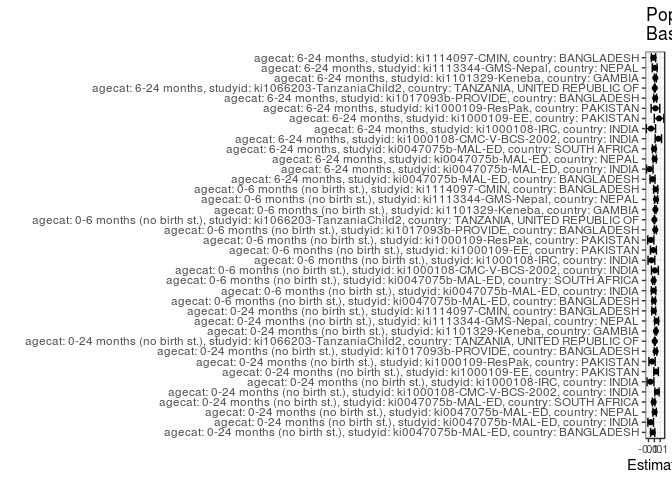 Pop
Bas
agecat: 6-24 months, studyid: ki1114097-CMIN, country: BANGLADESH
agecat: 6-24 months, studyid: ki1113344-GMS-Nepal, country: NEPAL
agecat: 6-24 months, studyid: ki1101329-Keneba, country: GAMBIA
agecat: 6-24 months, studyid: ki1066203-TanzaniaChild2, country: TANZANIA, UNITED REPUBLIC OF
agecat: 6-24 months, studyid: ki1017093b-PROVIDE, country: BANGLADESH
agecat: 6-24 months, studyid: ki1000109-ResPak, country: PAKISTAN
agecat: 6-24 months, studyid: ki1000109-EE, country: PAKISTAN
agecat: 6-24 months, studyid: ki1000108-IRC, country: INDIA
agecat: 6-24 months, studyid: ki1000108-CMC-V-BCS-2002, country: INDIA
agecat: 6-24 months, studyid: ki0047075b-MAL-ED, country: SOUTH AFRICA
agecat: 6-24 months, studyid: ki0047075b-MAL-ED, country: NEPAL
agecat: 6-24 months, studyid: ki0047075b-MAL-ED, country: INDIA
agecat: 6-24 months, studyid: ki0047075b-MAL-ED, country: BANGLADESH
agecat: 0-6 months (no birth st.), studyid: ki1114097-CMIN, country: BANGLADESH
agecat: 0-6 months (no birth st.), studyid: ki1113344-GMS-Nepal, country: NEPAL
agecat: 0-6 months (no birth st.), studyid: ki1101329-Keneba, country: GAMBIA
agecat: 0-6 months (no birth st.), studyid: ki1066203-TanzaniaChild2, country: TANZANIA, UNITED REPUBLIC OF
agecat: 0-6 months (no birth st.), studyid: ki1017093b-PROVIDE, country: BANGLADESH
agecat: 0-6 months (no birth st.), studyid: ki1000109-ResPak, country: PAKISTAN
agecat: 0-6 months (no birth st.), studyid: ki1000109-EE, country: PAKISTAN
agecat: 0-6 months (no birth st.), studyid: ki1000108-IRC, country: INDIA
agecat: 0-6 months (no birth st.), studyid: ki1000108-CMC-V-BCS-2002, country: INDIA
agecat: 0-6 months (no birth st.), studyid: ki0047075b-MAL-ED, country: SOUTH AFRICA
agecat: 0-6 months (no birth st.), studyid: ki0047075b-MAL-ED, country: INDIA
agecat: 0-6 months (no birth st.), studyid: ki0047075b-MAL-ED, country: BANGLADESH
agecat: 0-24 months (no birth st.), studyid: ki1114097-CMIN, country: BANGLADESH
agecat: 0-24 months (no birth st.), studyid: ki1113344-GMS-Nepal, country: NEPAL
agecat: 0-24 months (no birth st.), studyid: ki1101329-Keneba, country: GAMBIA
agecat: 0-24 months (no birth st.), studyid: ki1066203-TanzaniaChild2, country: TANZANIA, UNITED REPUBLIC OF
agecat: 0-24 months (no birth st.), studyid: ki1017093b-PROVIDE, country: BANGLADESH
agecat: 0-24 months (no birth st.), studyid: ki1000109-ResPak, country: PAKISTAN
agecat: 0-24 months (no birth st.), studyid: ki1000109-EE, country: PAKISTAN
agecat: 0-24 months (no birth st.), studyid: ki1000108-IRC, country: INDIA
agecat: 0-24 months (no birth st.), studyid: ki1000108-CMC-V-BCS-2002, country: INDIA
agecat: 0-24 months (no birth st.), studyid: ki0047075b-MAL-ED, country: SOUTH AFRICA
agecat: 0-24 months (no birth st.), studyid: ki0047075b-MAL-ED, country: NEPAL
agecat: 0-24 months (no birth st.), studyid: ki0047075b-MAL-ED, country: INDIA
agecat: 0-24 months (no birth st.), studyid: ki0047075b-MAL-ED, country: BANGLADESH
Estima